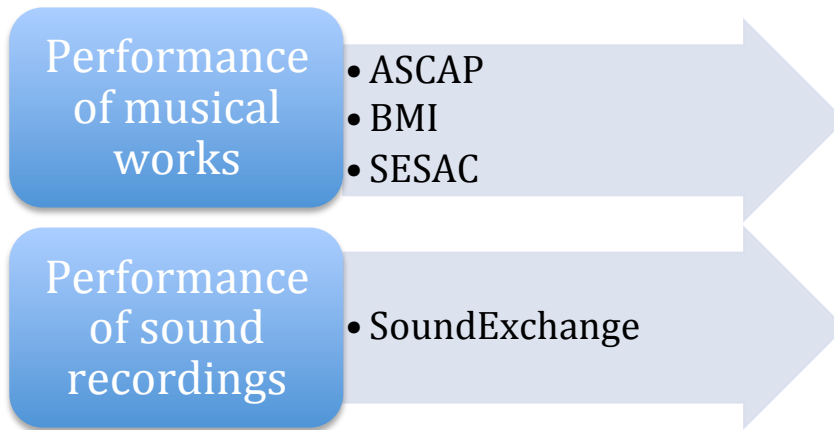 Performance
of musical
works
• ASCAP
• BMI
• SESAC
Performance
of sound
recordings
• SoundExchange